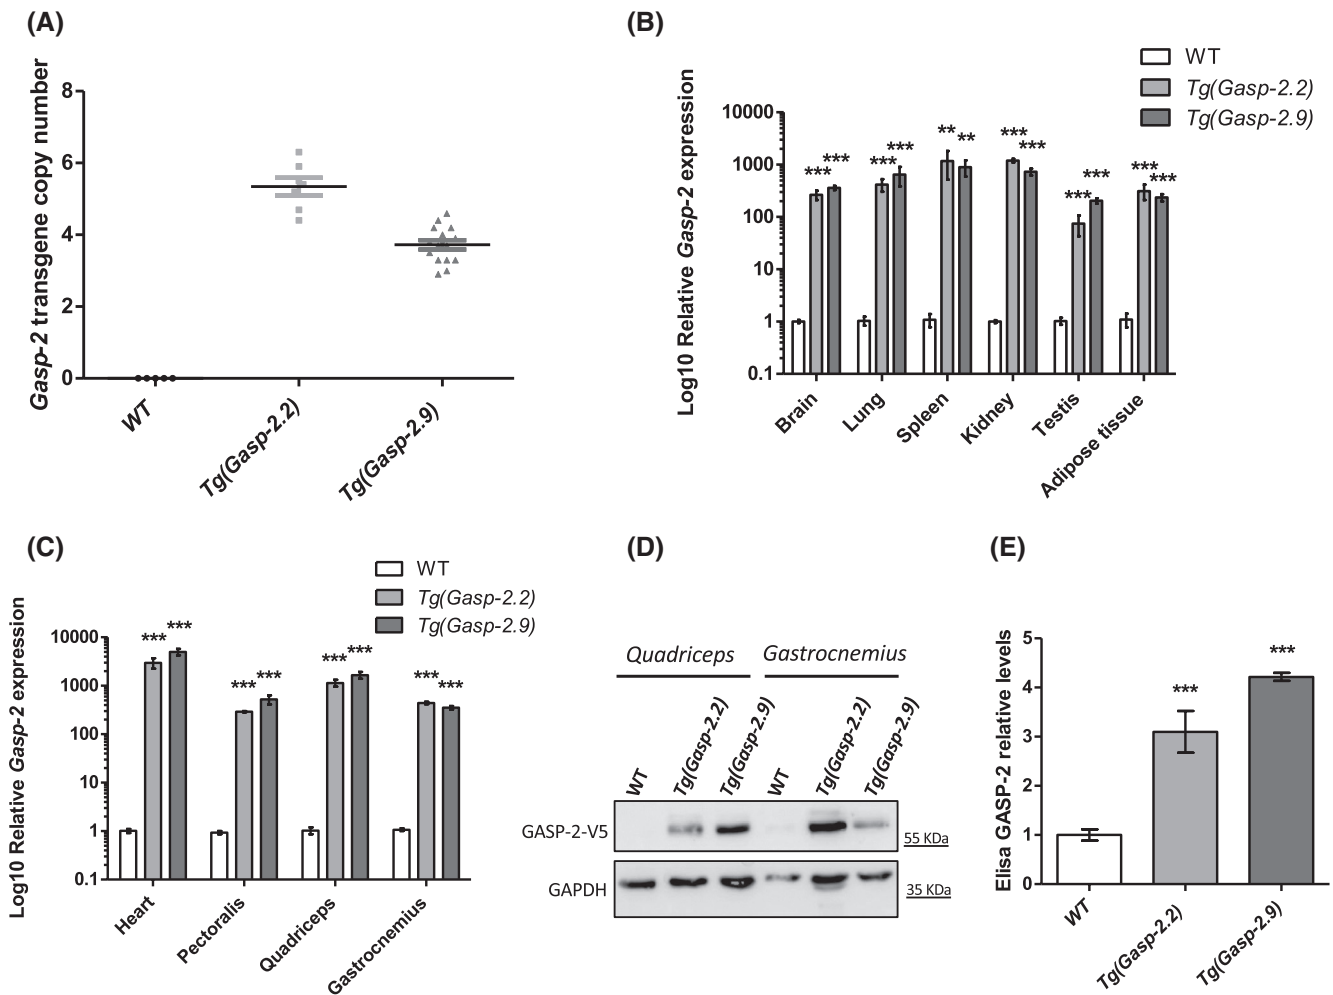 (A)
Gasp-2 transgene copy number
8
6
4
2
0
WT
Tg(Gasp-2.2)
Tg(Gasp-2.9)
(B)
WT
Tg(Gasp-2.2)
Tg(Gasp-2.9)
Log10 Relative Gasp-2 expression
10000
1000
100
10
1
0.1
*** ***
*** ***
** **
*** ***
*** ***
*** ***
Brain
Lung
Spleen
Kidney
Testis
Adipose tissue
(C)
WT
Tg(Gasp-2.2)
Tg(Gasp-2.9)
Log10 Relative Gasp-2 expression
10000
1000
100
10
1
0.1
*** ***
*** ***
*** ***
*** ***
Heart
Pectoralis
Quadriceps
Gastrocnemius
(D)
Quadriceps Gastrocnemius
WT Tg(Gasp-2.2) Tg(Gasp-2.9) WT Tg(Gasp-2.2) Tg(Gasp-2.9)
GASP-2-V5 55 KDa
GAPDH 35 KDa
(E)
Elisa GASP-2 relative levels
5
4
3
2
1
0
***
***
WT
Tg(Gasp-2.2)
Tg(Gasp-2.9)